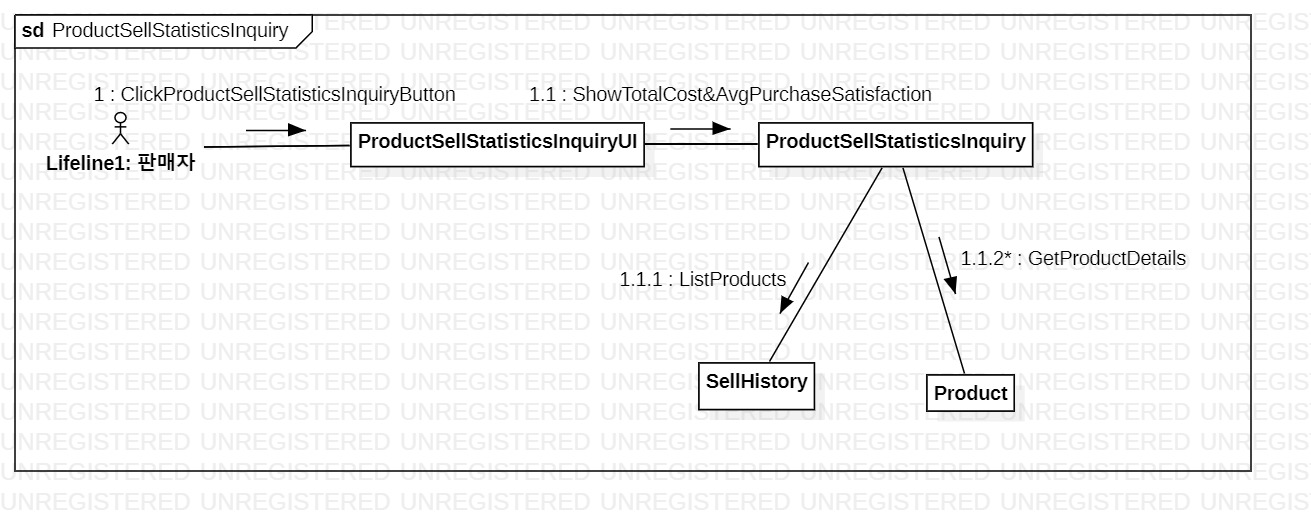 sd ProductSellStatisticsInquiry
1 : ClickProductSellStatisticsInquiryButton
1.1 : ShowTotalCost&AvgPurchaseSatisfaction
Lifeline1: 판매자
ProductSellStatisticsInquiryUI
ProductSellStatisticsInquiry
1.1.1 : ListProducts
1.1.2* : GetProductDetails
SellHistory
Product
UNREGISTERED